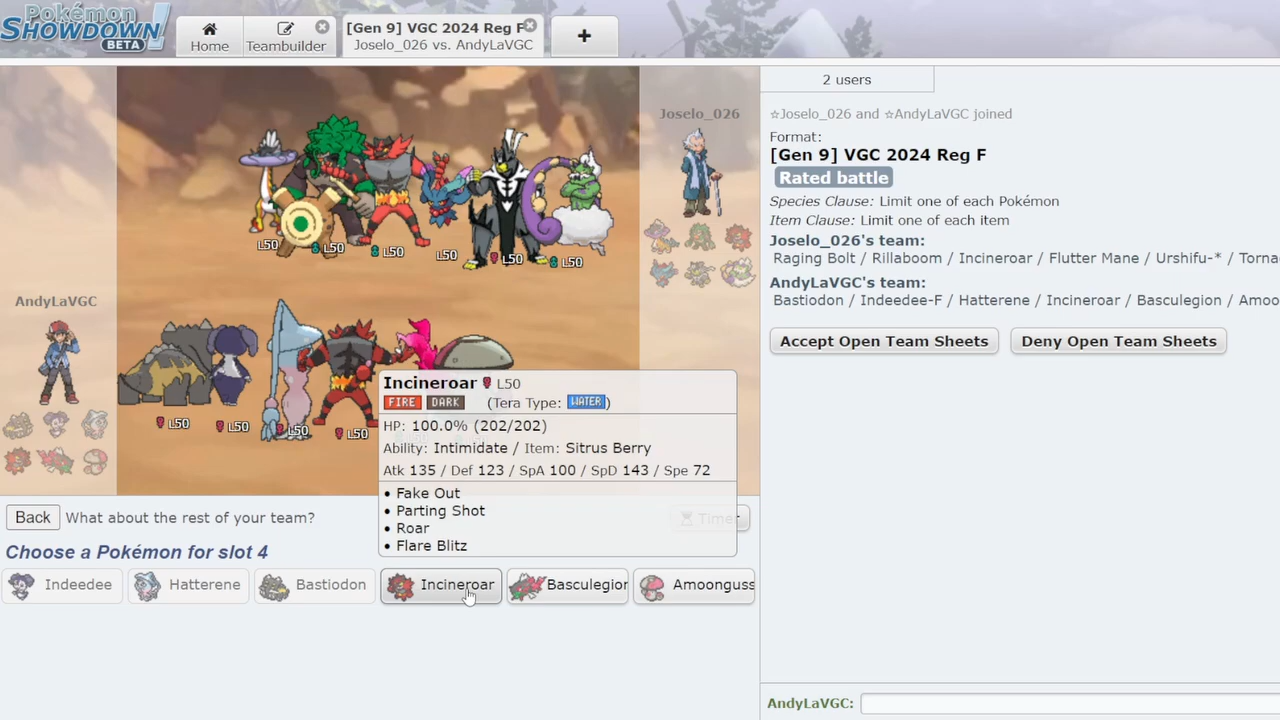 Pokémon
SHOWDOWN!
BETA
Home
Teambuilder
[Gen 9] VGC 2024 Reg F
Joselo_026 vs. AndyLaVGC
+
2 users
☆Joselo_026 and ☆AndyLaVGC joined
Format:
[Gen 9] VGC 2024 Reg F
Rated battle
Species Clause: Limit one of each Pokémon
Item Clause: Limit one of each item
Joselo_026's team:
Raging Bolt / Rillaboom / Incineroar / Flutter Mane / Urshifu-* / Torna
AndyLaVGC's team:
Bastiodon / Indeedee-F / Hatterene / Incineroar / Basculegion / Amoo
Accept Open Team Sheets
Deny Open Team Sheets
Joselo_026
L50
L50
L50
L50
L50
L50
AndyLaVGC
L50
L50
L50
L50
Incineroar L50
FIRE DARK (Tera Type: WATER)
HP: 100.0% (202/202)
Ability: Intimidate / Item: Sitrus Berry
Atk 135 / Def 123 / SpA 100 / SpD 143 / Spe 72
• Fake Out
• Parting Shot
• Roar
• Flare Blitz
Back
What about the rest of your team?
Timer
Choose a Pokémon for slot 4
Indeedee
Hatterene
Bastiodon
Incineroar
Basculegion
Amoonguss
AndyLaVGC: